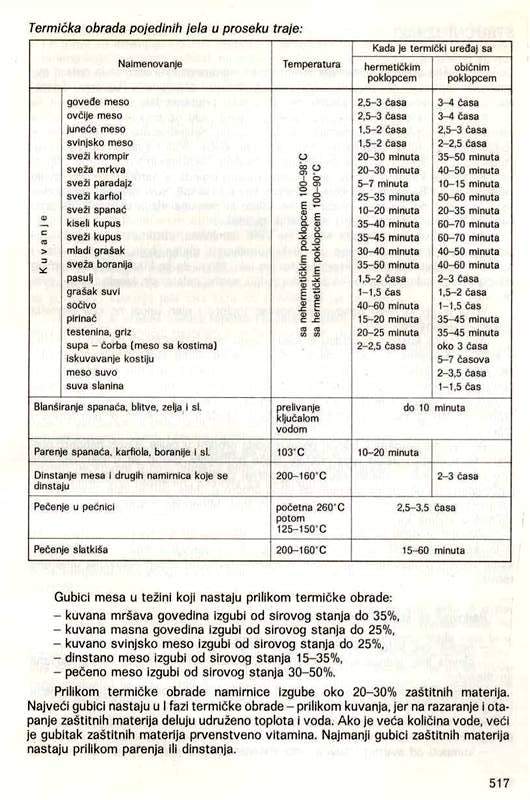 Termička obrada pojedinih jela u proseku traje:
Naimenovanje Temperatura Kada je termički uređaj sa
hermetičkim poklopcem običnim poklopcem
Kuvanje
sa nehermetičkim poklopcem 100–98°C
sa hermetičkim poklopcem 100–90°C
goveđe meso 2,5–3 časa 3–4 časa
ovčije meso 2,5–3 časa 3–4 časa
juneće meso 1,5–2 časa 2,5–3 časa
svinjsko meso 1,5–2 časa 2–2,5 časa
sveži krompir 20–30 minuta 35–50 minuta
sveža mrkva 20–30 minuta 40–50 minuta
sveži paradajz 5–7 minuta 10–15 minuta
sveži karfiol 25–35 minuta 50–60 minuta
sveži spanać 10–20 minuta 20–35 minuta
kiseli kupus 35–40 minuta 60–70 minuta
sveži kupus 35–45 minuta 60–70 minuta
mladi grašak 30–40 minuta 40–50 minuta
sveža boranija 35–50 minuta 40–60 minuta
pasulj 1,5–2 časa 2–3 časa
grašak suvi 1–1,5 čas 1,5–2 časa
sočivo 40–60 minuta 1–1,5 čas
pirinač 15–20 minuta 35–45 minuta
testenina, griz 20–25 minuta 35–45 minuta
supa – čorba (meso sa kostima) 2–2,5 časa oko 3 časa
iskuvavanje kostiju 5–7 časova
meso suvo 2–3,5 časa
suva slanina 1–1,5 čas
Blanširanje spanaća, blitve, zelja i sl. prelivanje do 10 minuta
ključalom
vodom
Parenje spanaća, karfiola, boranije i sl. 103°C 10–20 minuta
Dinstanje mesa i drugih namirnica koje se 200–160°C 2–3 časa
dinstaju
Pečenje u pećnici početna 260°C 2,5–3,5 časa
potom
125–150°C
Pečenje slatkiša 200–160°C 15–60 minuta
Gubici mesa u težini koji nastaju prilikom termičke obrade:
– kuvana mršava govedina izgubi od sirovog stanja do 35%,
– kuvana masna govedina izgubi od sirovog stanja do 25%,
– kuvano svinjsko meso izgubi od sirovog stanja do 25%,
– dinstano meso izgubi od sirovog stanja 15–35%,
– pečeno meso izgubi od sirovog stanja 30–50%.
Prilikom termičke obrade namirnice izgube oko 20–30% zaštitnih materija.
Najveći gubici nastaju u I fazi termičke obrade – prilikom kuvanja, jer na razaranje i ota-
panje zaštitnih materija deluju udruženo toplota i voda. Ako je veća količina vode, veći
je gubitak zaštitnih materija prvenstveno vitamina. Najmanji gubici zaštitnih materija
nastaju prilikom parenja ili dinstanja.
517